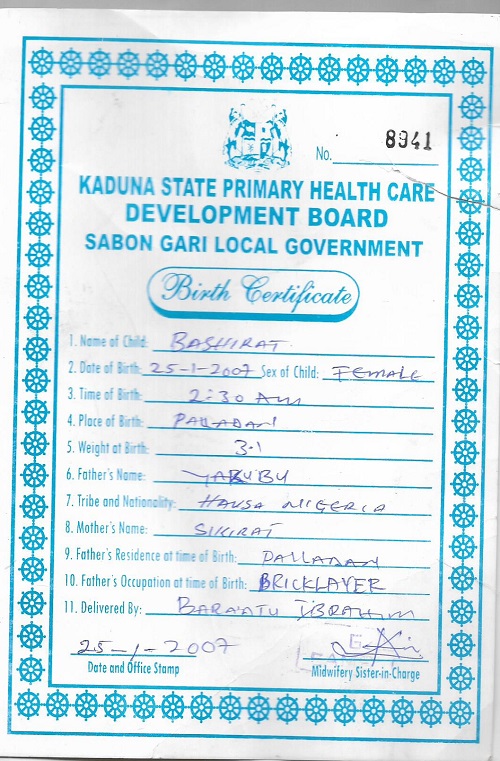 No. 8941
KADUNA STATE PRIMARY HEALTH CARE
DEVELOPMENT BOARD
SABON GARI LOCAL GOVERNMENT
Birth Certificate
1. Name of Child: BASHIRAT
2. Date of Birth: 25-1-2007 Sex of Child: FEMALE
3. Time of Birth: 2:30 AM
4. Place of Birth: PALLADAN
5. Weight at Birth: 3.1
6. Father's Name: YAKUBU
7. Tribe and Nationality: HAUSA NIGERIA
8. Mother's Name: SIKIRAT
9. Father's Residence at time of Birth: PALLADAN
10. Father's Occupation at time of Birth: BRICKLAYER
11. Delivered By: BARA'ATU IBRAHIM
25-1-2007
Date and Office Stamp
Midwifery Sister-in-Charge